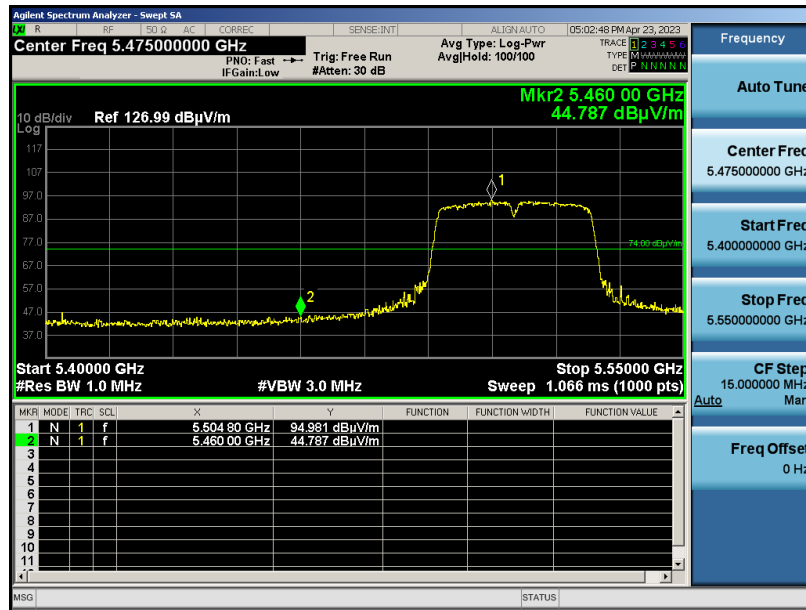 Agilent Spectrum Analyzer - Swept SA
LXI R RF 50 Ω AC CORREC SENSE:INT ALIGN AUTO 05:02:48 PM Apr 23, 2023
Center Freq 5.475000000 GHz
PNO: Fast
IFGain:Low
Trig: Free Run
#Atten: 30 dB
Avg Type: Log-Pwr
Avg|Hold: 100/100
TRACE 1 2 3 4 5 6
TYPE M WWWWW
DET P N N N N N
Mkr2 5.460 00 GHz
44.787 dBµV/m
10 dB/div
Log
Ref 126.99 dBµV/m
117
107
97.0
87.0
77.0
67.0
57.0
47.0
37.0
1
2
74.00 dBµV/m
Start 5.40000 GHz Stop 5.55000 GHz
#Res BW 1.0 MHz #VBW 3.0 MHz Sweep 1.066 ms (1000 pts)
MKR MODE TRC SCL X Y FUNCTION FUNCTION WIDTH FUNCTION VALUE
1 N 1 f 5.504 80 GHz 94.981 dBµV/m
2 N 1 f 5.460 00 GHz 44.787 dBµV/m
3
4
5
6
7
8
9
10
11
MSG STATUS
Frequency
Auto Tune
Center Freq
5.475000000 GHz
Start Freq
5.400000000 GHz
Stop Freq
5.550000000 GHz
CF Step
15.000000 MHz
Auto Man
Freq Offset
0 Hz